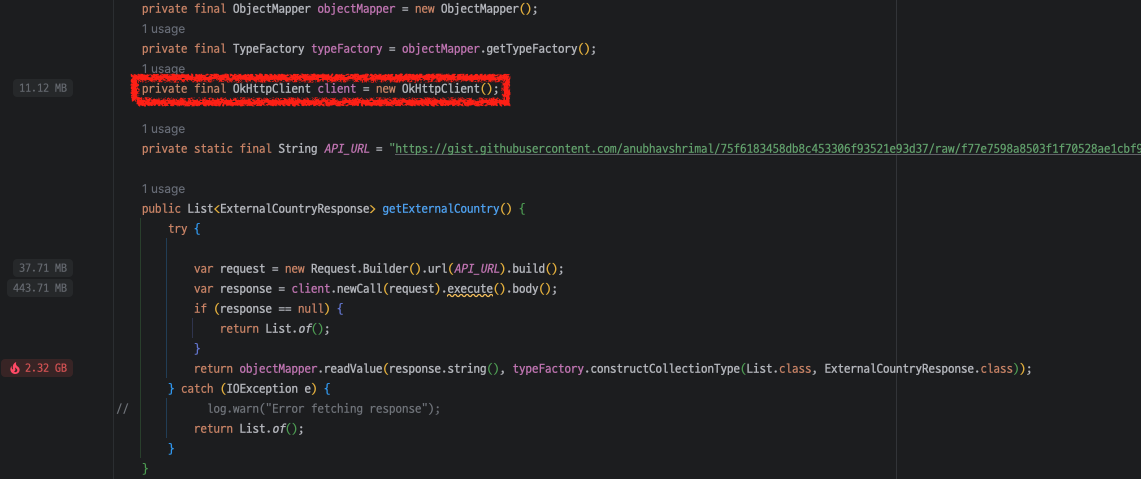 private final ObjectMapper objectMapper = new ObjectMapper();
1 usage
private final TypeFactory typeFactory = objectMapper.getTypeFactory();
1 usage
11.12 MB private final OkHttpClient client = new OkHttpClient();
1 usage
private static final String API_URL = "https://gist.githubusercontent.com/anubhavshrimal/75f6183458db8c453306f93521e93d37/raw/f77e7598a8503f1f70528ae1cbf9
1 usage
public List<ExternalCountryResponse> getExternalCountry() {
try {
37.71 MB var request = new Request.Builder().url(API_URL).build();
443.71 MB var response = client.newCall(request).execute().body();
if (response == null) {
return List.of();
}
2.32 GB return objectMapper.readValue(response.string(), typeFactory.constructCollectionType(List.class, ExternalCountryResponse.class));
} catch (IOException e) {
// log.warn("Error fetching response");
return List.of();
}
}